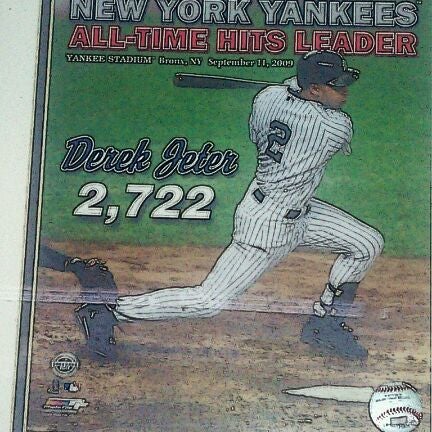 NEW YORK YANKEES
ALL-TIME HITS LEADER
YANKEE STADIUM Bronx, NY September 11, 2009
2
Derek Jeter
2,722